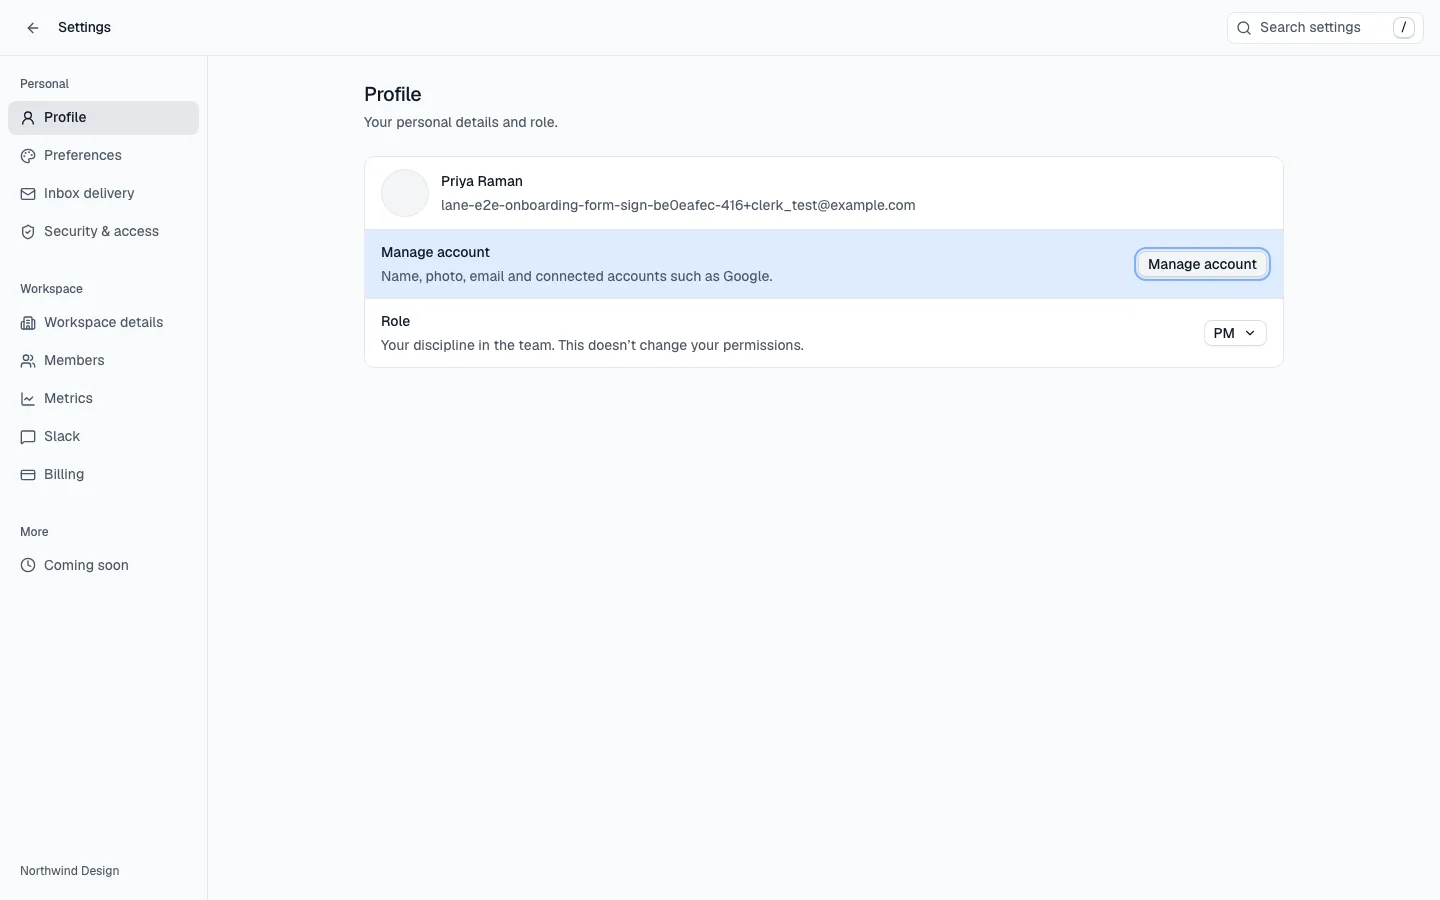 Settings
Search settings
/
Personal
Profile
Preferences
Inbox delivery
Security & access
Workspace
Workspace details
Members
Metrics
Slack
Billing
More
Coming soon
Northwind Design
Profile
Your personal details and role.
Priya Raman
lane-e2e-onboarding-form-sign-be0eafec-416+clerk_test@example.com
Manage account
Name, photo, email and connected accounts such as Google.
Manage account
Role
Your discipline in the team. This doesn’t change your permissions.
PM